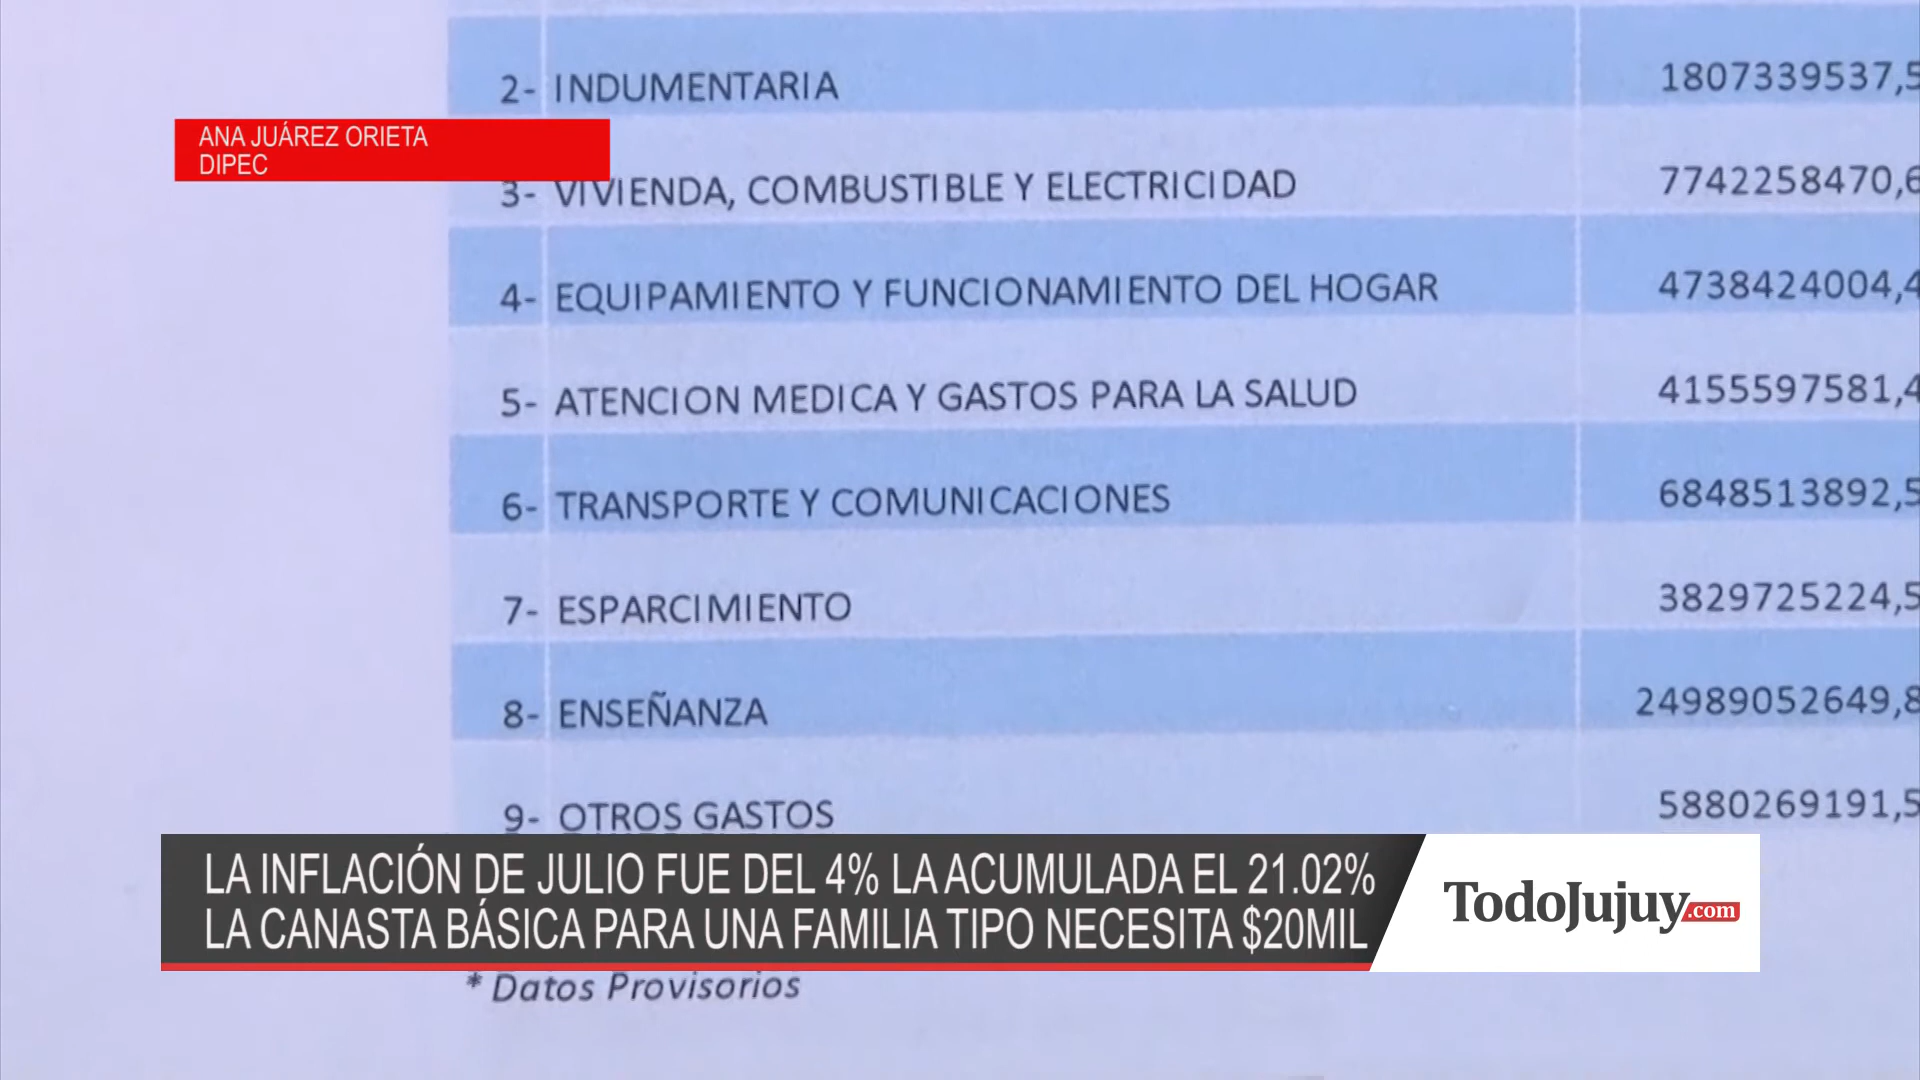 2- INDUMENTARIA 1807339537,5
ANA JUÁREZ ORIETA
DIPEC
3- VIVIENDA, COMBUSTIBLE Y ELECTRICIDAD 7742258470,6
4- EQUIPAMIENTO Y FUNCIONAMIENTO DEL HOGAR 4738424004,4
5- ATENCION MEDICA Y GASTOS PARA LA SALUD 4155597581,4
6- TRANSPORTE Y COMUNICACIONES 6848513892,5
7- ESPARCIMIENTO 3829725224,5
8- ENSEÑANZA 24989052649,8
9- OTROS GASTOS 5880269191,5
LA INFLACIÓN DE JULIO FUE DEL 4% LA ACUMULADA EL 21.02%
LA CANASTA BÁSICA PARA UNA FAMILIA TIPO NECESITA $20MIL
TodoJujuy.com
* Datos Provisorios